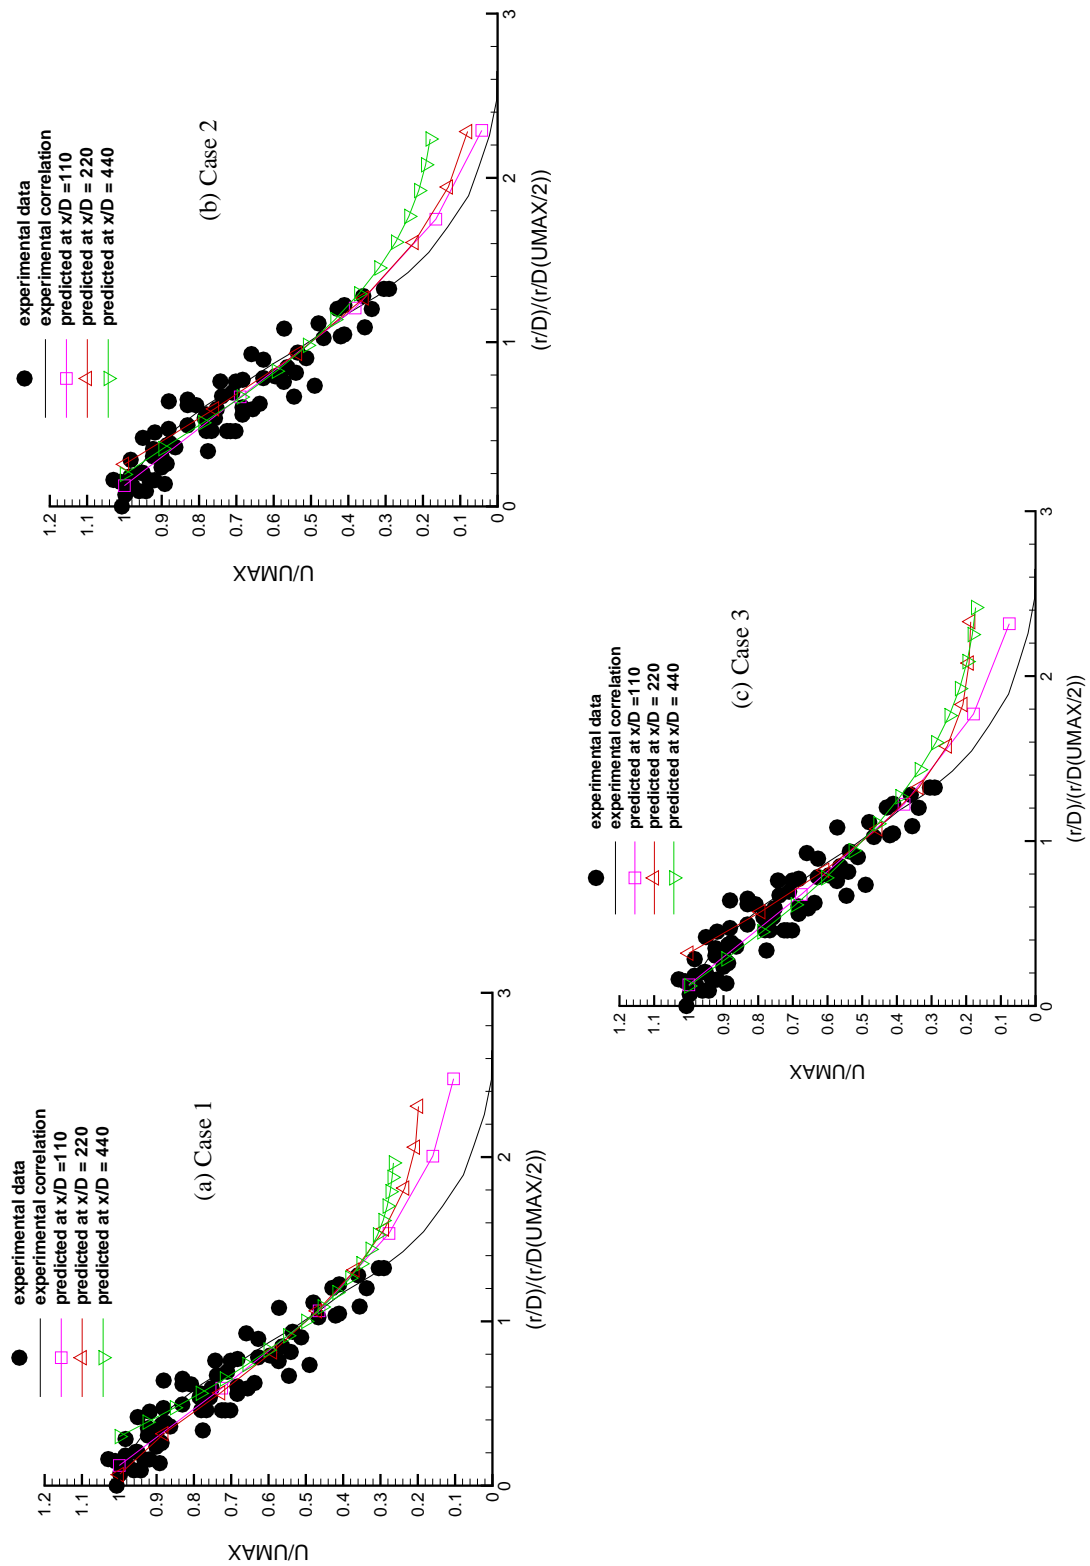 experimental data
experimental correlation
predicted at x/D =110
predicted at x/D = 220
predicted at x/D = 440
(a) Case 1
U/UMAX
1.2
1.1
1
0.9
0.8
0.7
0.6
0.5
0.4
0.3
0.2
0.1
0
0
1
2
3
(r/D)/(r/D(UMAX/2))
experimental data
experimental correlation
predicted at x/D =110
predicted at x/D = 220
predicted at x/D = 440
(b) Case 2
U/UMAX
1.2
1.1
1
0.9
0.8
0.7
0.6
0.5
0.4
0.3
0.2
0.1
0
0
1
2
3
(r/D)/(r/D(UMAX/2))
experimental data
experimental correlation
predicted at x/D =110
predicted at x/D = 220
predicted at x/D = 440
(c) Case 3
U/UMAX
1.2
1.1
1
0.9
0.8
0.7
0.6
0.5
0.4
0.3
0.2
0.1
0
0
1
2
3
(r/D)/(r/D(UMAX/2))